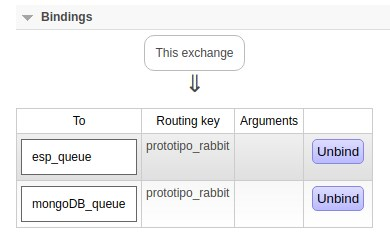 Bindings
This exchange
⇓
To Routing key Arguments
esp_queue prototipo_rabbit Unbind
mongoDB_queue prototipo_rabbit Unbind